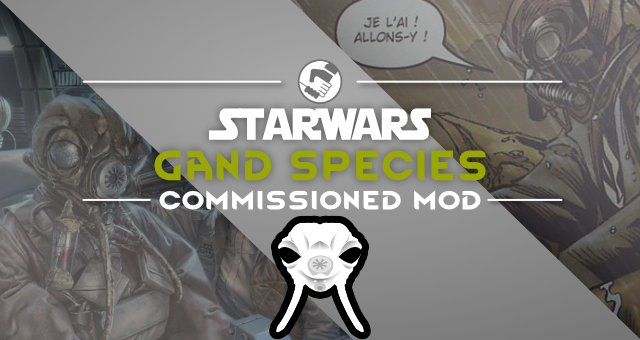 JE L'AI !
ALLONS-Y !
STARWARS
GAND SPECIES
COMMISSIONED MOD